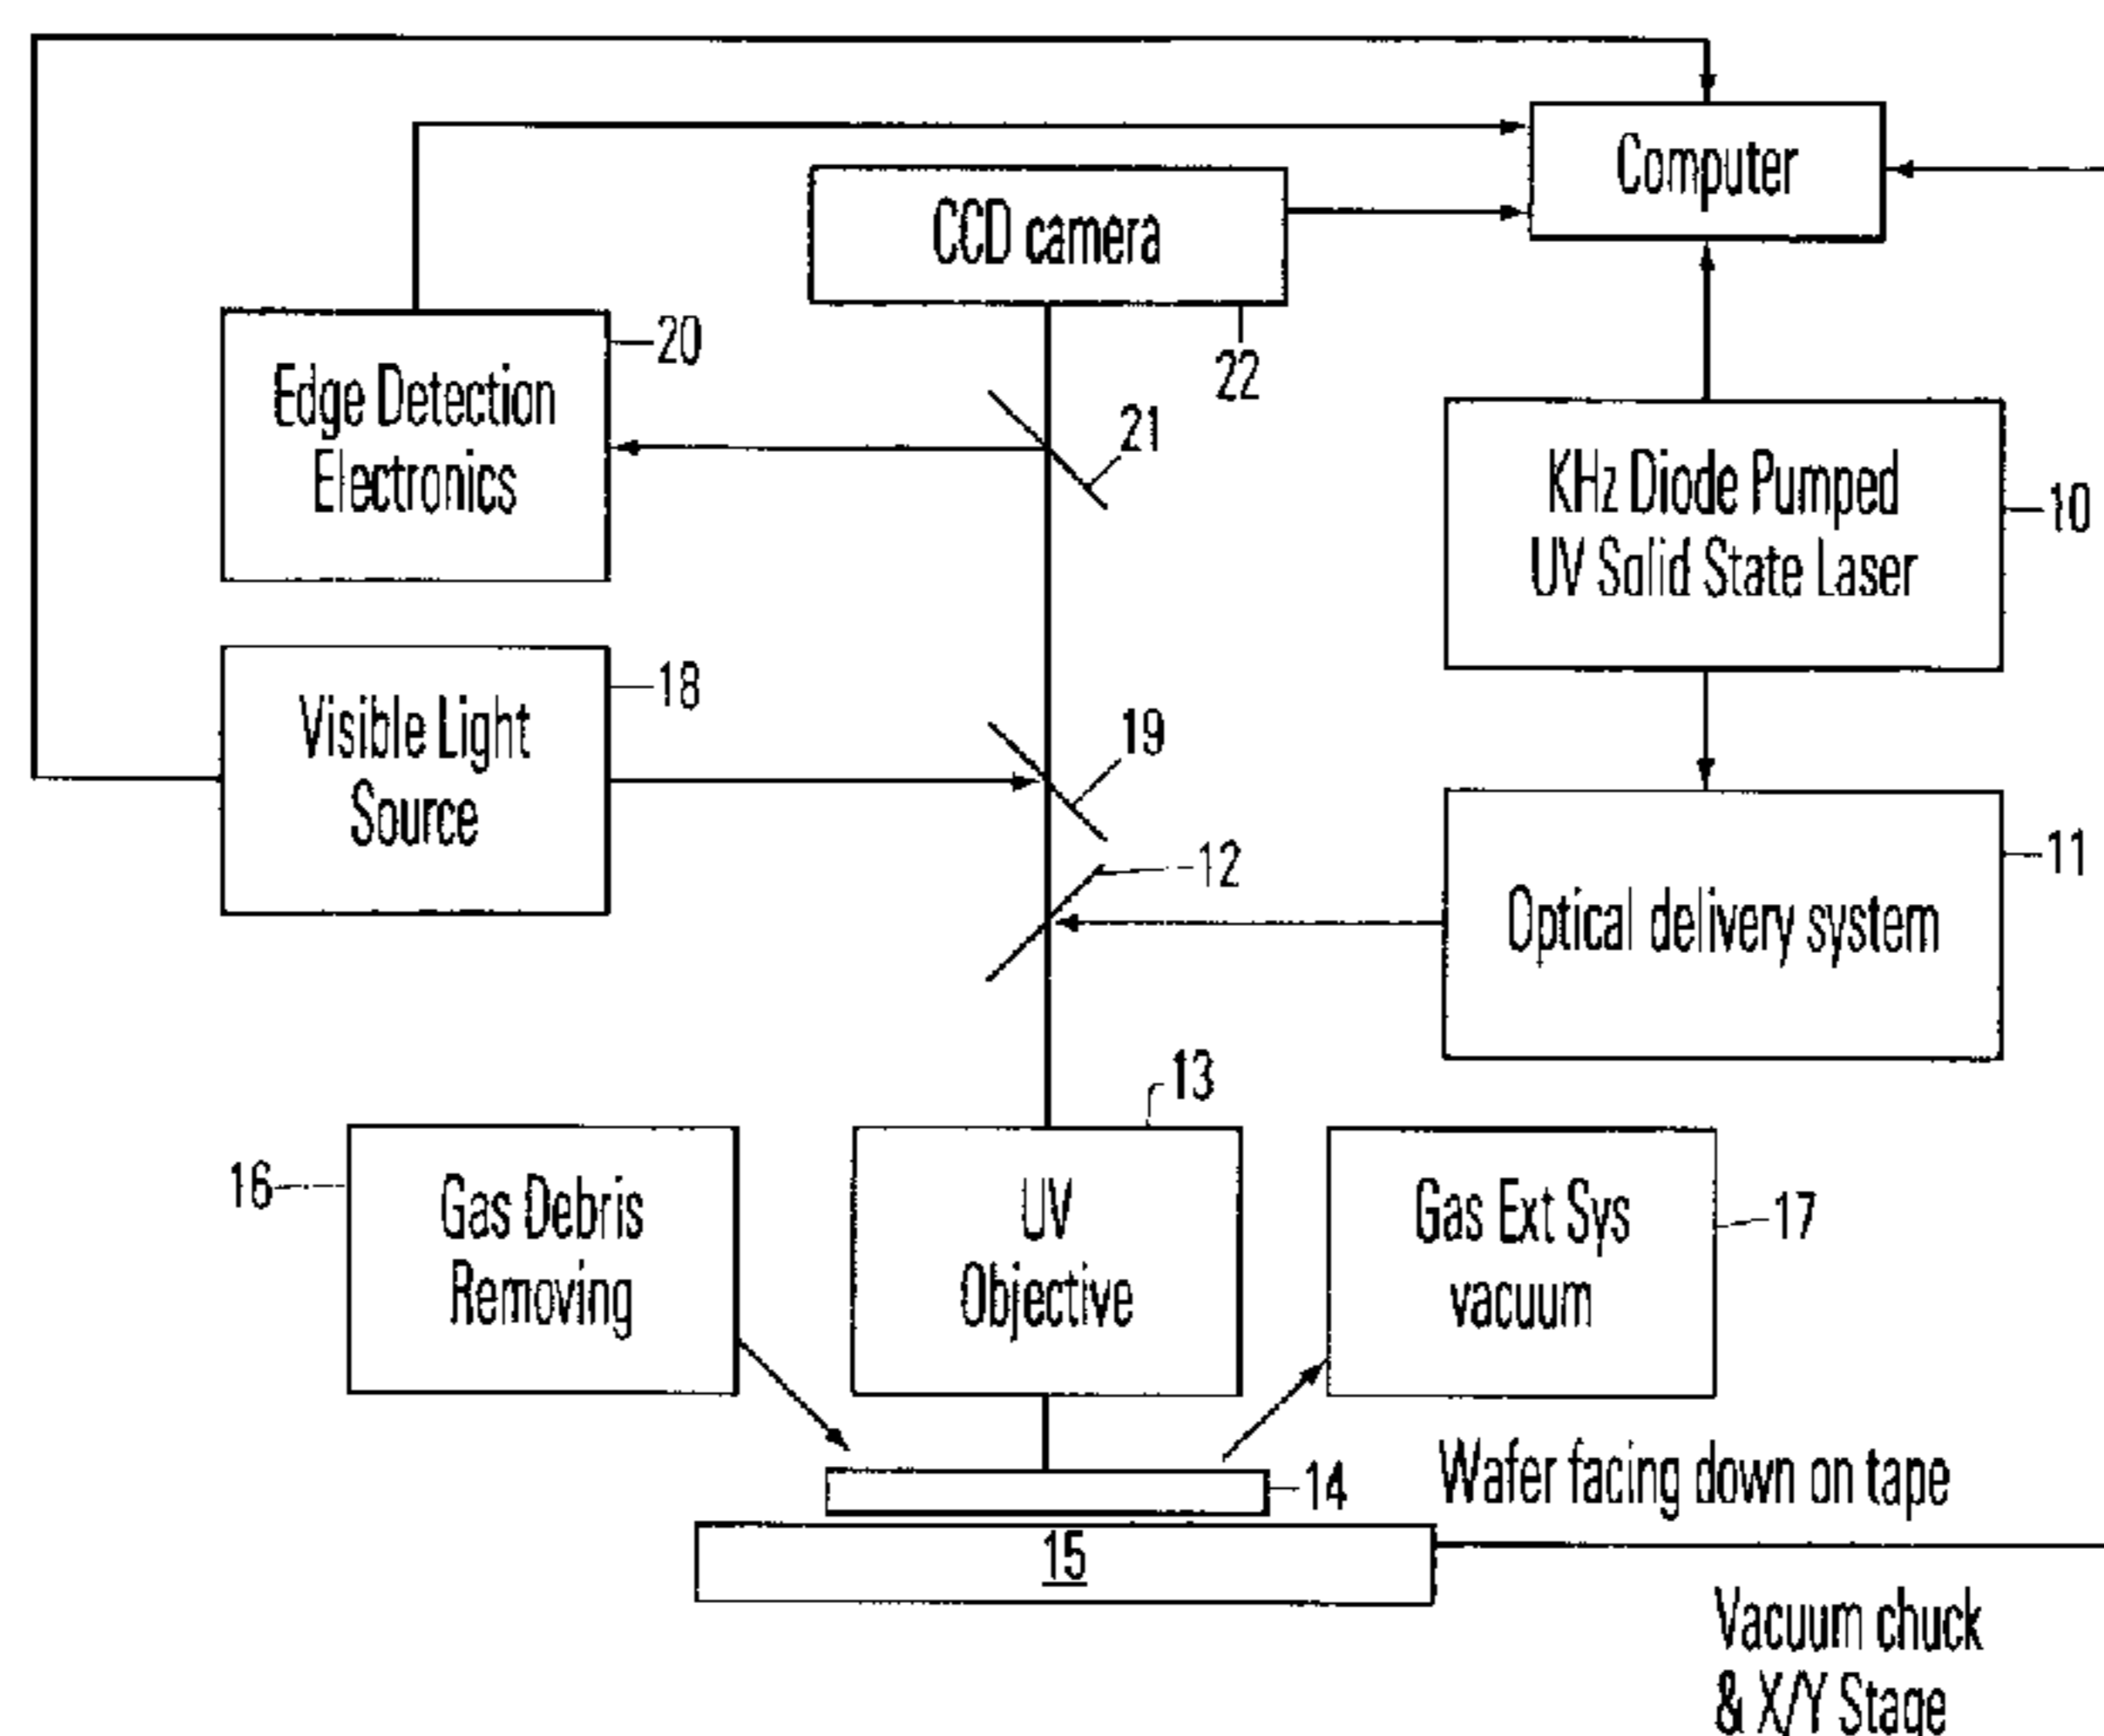 Computer
CCD camera
22
20
Edge Detection
Electronics
21
KHz Diode Pumped
UV Solid State Laser
10
18
Visible Light
Source
19
12
11
Optical delivery system
13
16
Gas Debris
Removing
UV
Objective
Gas Ext Sys
vacuum
17
14
Wafer facing down on tape
15
Vacuum chuck
& X/Y Stage